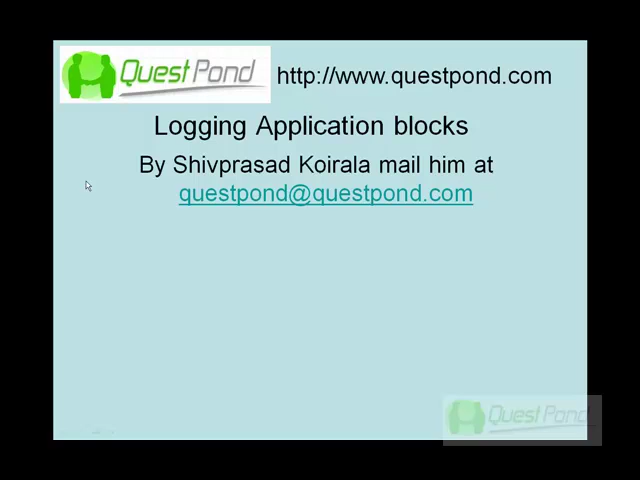 QuestPond http://www.questpond.com
Logging Application blocks
By Shivprasad Koirala mail him at
questpond@questpond.com
QuestPond